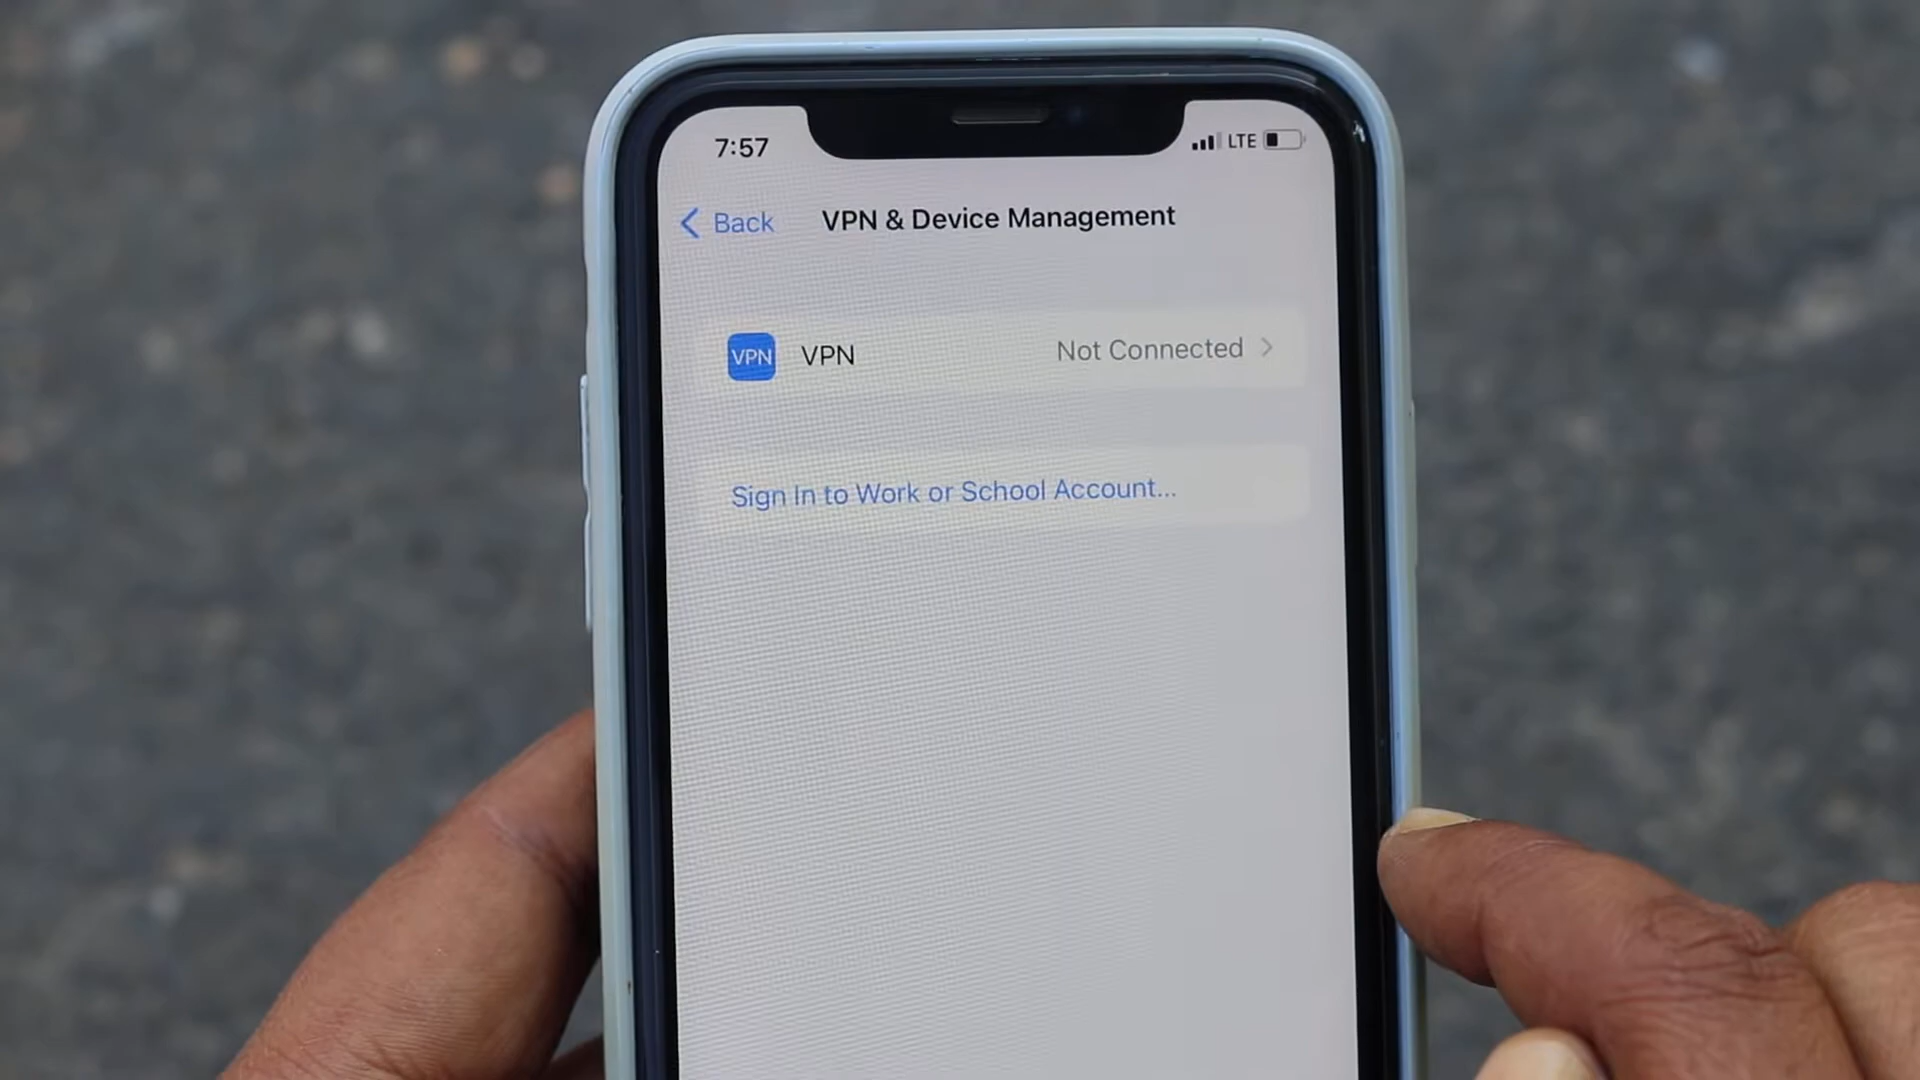 7:57
LTE
Back
VPN & Device Management
VPN
VPN
Not Connected
Sign In to Work or School Account...